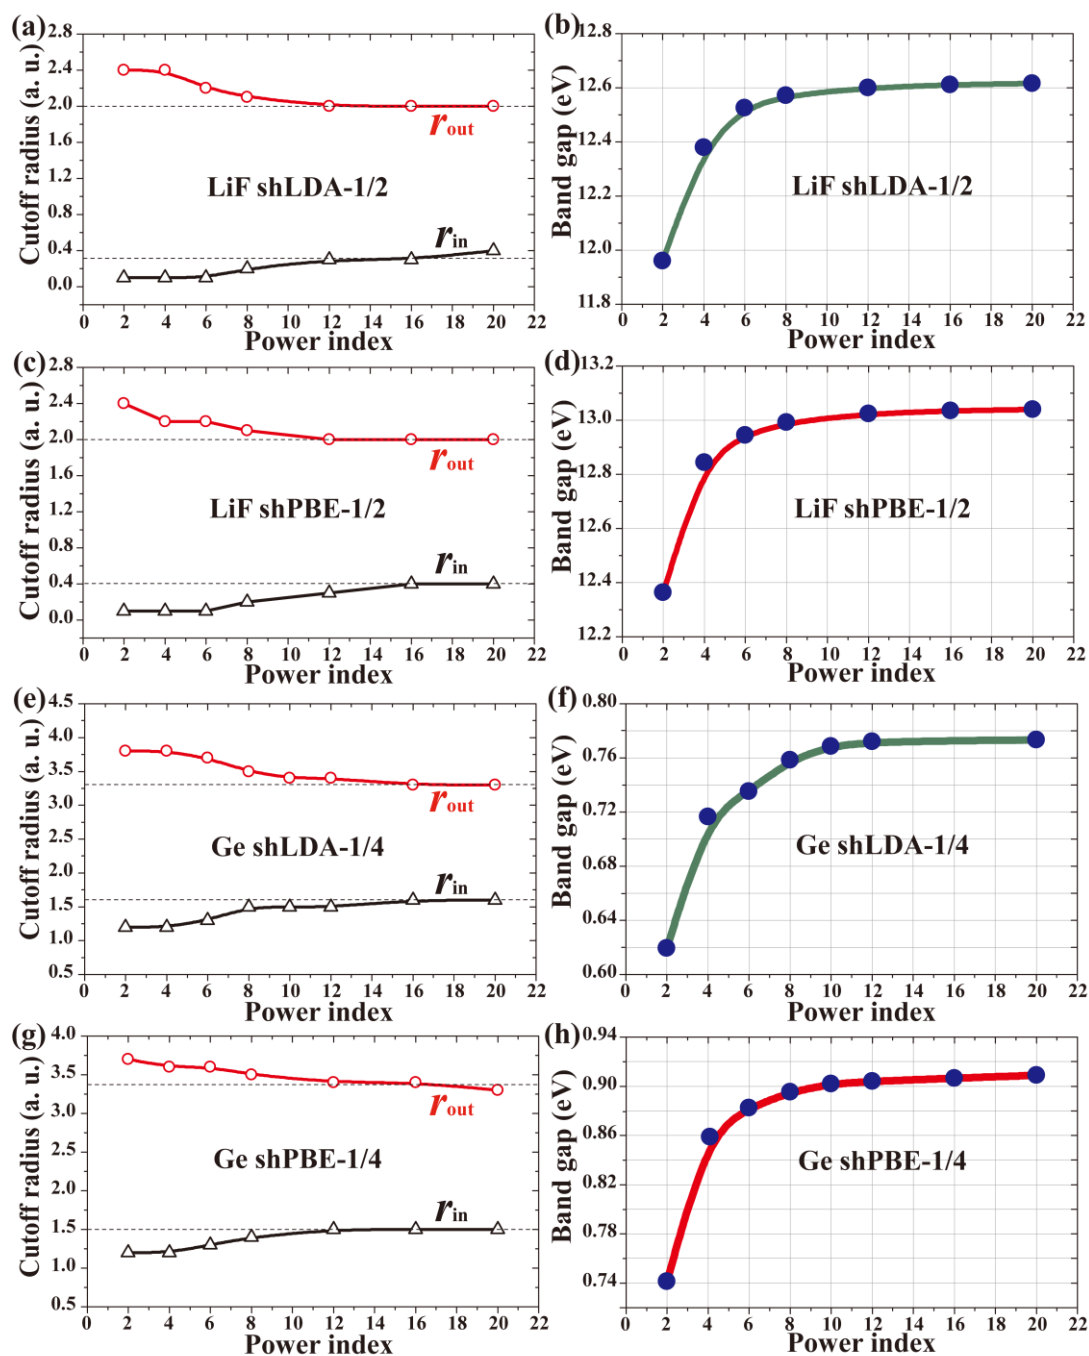 (a)
Cutoff radius (a. u.)
2.8
2.4
2.0
1.6
1.2
0.8
0.4
0.0
r out
LiF shLDA-1/2
r in
0 2 4 6 8 10 12 14 16 18 20 22
Power index
(b)
Band gap (eV)
12.8
12.6
12.4
12.2
12.0
11.8
LiF shLDA-1/2
0 2 4 6 8 10 12 14 16 18 20 22
Power index
(c)
Cutoff radius (a. u.)
2.8
2.4
2.0
1.6
1.2
0.8
0.4
0.0
r out
LiF shPBE-1/2
r in
0 2 4 6 8 10 12 14 16 18 20 22
Power index
(d)
Band gap (eV)
13.2
13.0
12.8
12.6
12.4
12.2
LiF shPBE-1/2
0 2 4 6 8 10 12 14 16 18 20 22
Power index
(e)
Cutoff radius (a. u.)
4.5
4.0
3.5
3.0
2.5
2.0
1.5
1.0
0.5
r out
Ge shLDA-1/4
r in
0 2 4 6 8 10 12 14 16 18 20 22
Power index
(f)
Band gap (eV)
0.80
0.76
0.72
0.68
0.64
0.60
Ge shLDA-1/4
0 2 4 6 8 10 12 14 16 18 20 22
Power index
(g)
Cutoff radius (a. u.)
4.0
3.5
3.0
2.5
2.0
1.5
1.0
0.5
r out
Ge shPBE-1/4
r in
0 2 4 6 8 10 12 14 16 18 20 22
Power index
(h)
Band gap (eV)
0.94
0.90
0.86
0.82
0.78
0.74
Ge shPBE-1/4
0 2 4 6 8 10 12 14 16 18 20 22
Power index